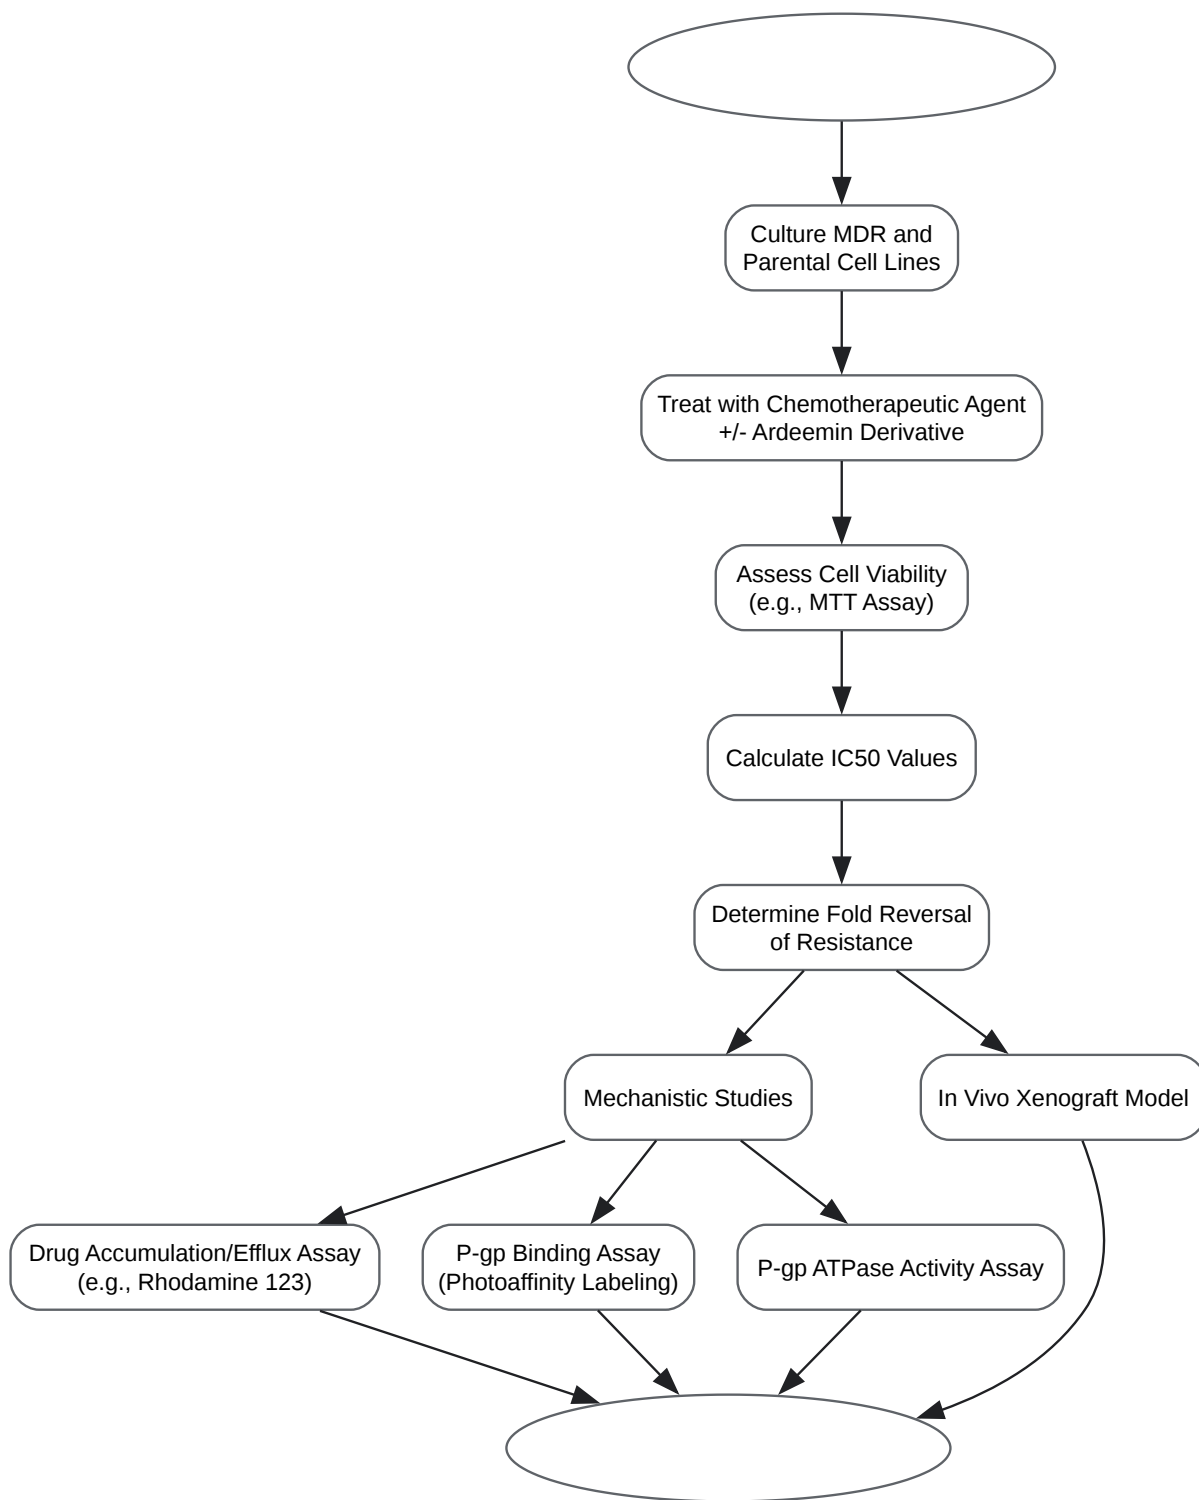 Culture MDR and
Parental Cell Lines
Treat with Chemotherapeutic Agent
+/- Ardeemin Derivative
Assess Cell Viability
(e.g., MTT Assay)
Calculate IC50 Values
Determine Fold Reversal
of Resistance
Mechanistic Studies
In Vivo Xenograft Model
Drug Accumulation/Efflux Assay
(e.g., Rhodamine 123)
P-gp Binding Assay
(Photoaffinity Labeling)
P-gp ATPase Activity Assay